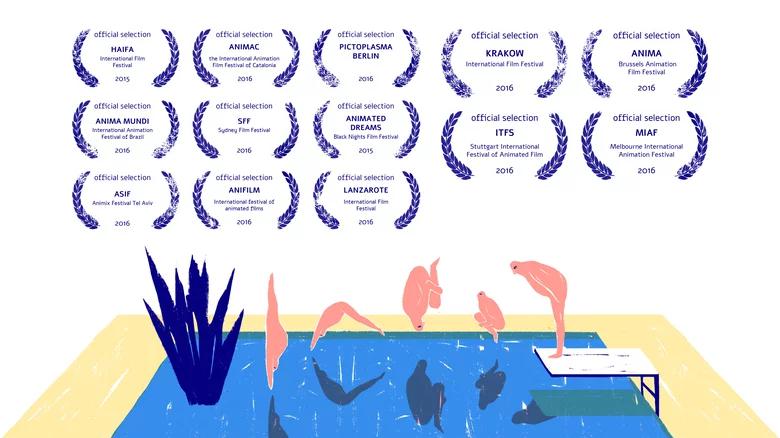 official selection
HAIFA
International Film
Festival
2015
official selection
ANIMAC
the International Animation
Film Festival of Catalonia
2016
official selection
PICTOPLASMA
BERLIN
2016
official selection
KRAKOW
International Film Festival
2016
official selection
ANIMA
Brussels Animation
Film Festival
2016
official selection
ANIMA MUNDI
International Animation
Festival of Brazil
2016
official selection
SFF
Sydney Film Festival
2016
official selection
ANIMATED
DREAMS
Black Nights Film Festival
2015
official selection
ITFS
Stuttgart International
Festival of Animated Film
2016
official selection
MIAF
Melbourne International
Animation Festival
2016
official selection
ASIF
Animix Festival Tel Aviv
2016
official selection
ANIFILM
International festival of
animated films
2016
official selection
LANZAROTE
International Film
Festival
2016